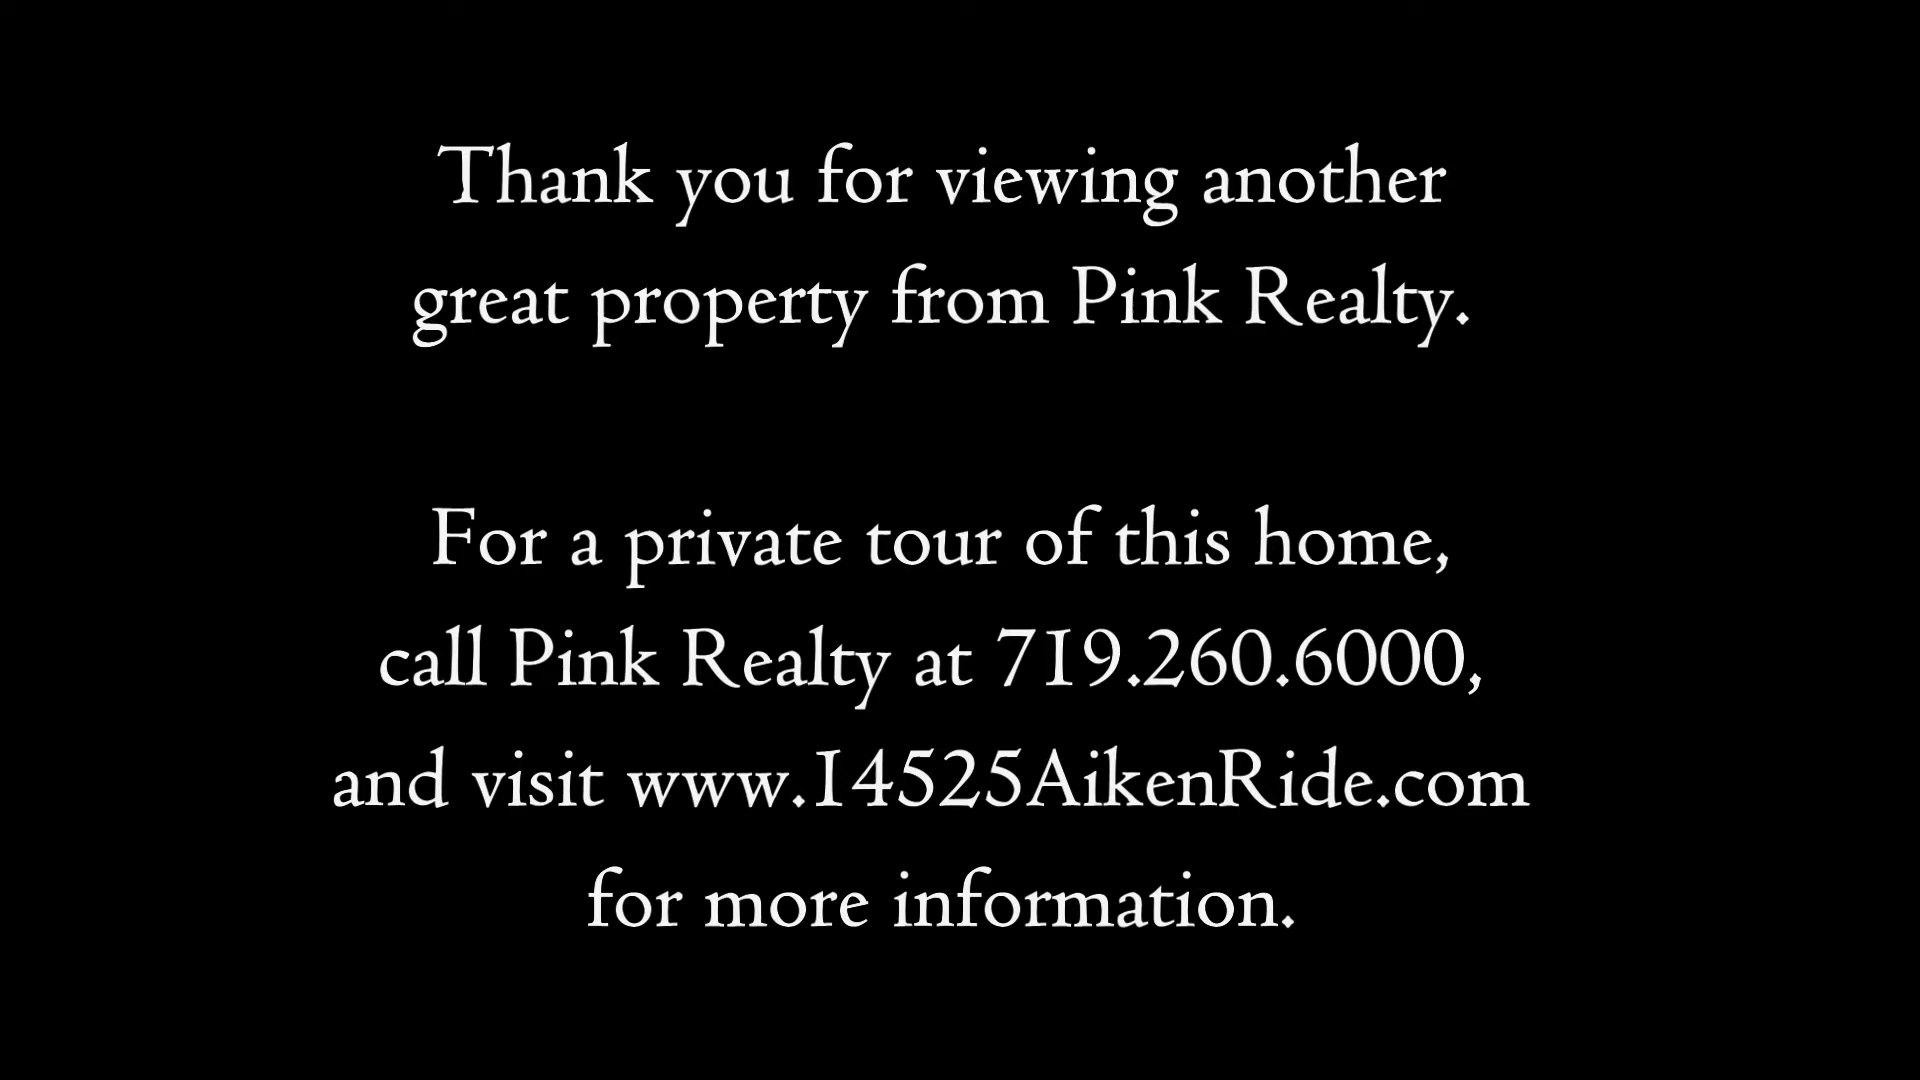 Thank you for viewing another
great property from Pink Realty.
For a private tour of this home,
call Pink Realty at 719.260.6000,
and visit www.14525AikenRide.com
for more information.